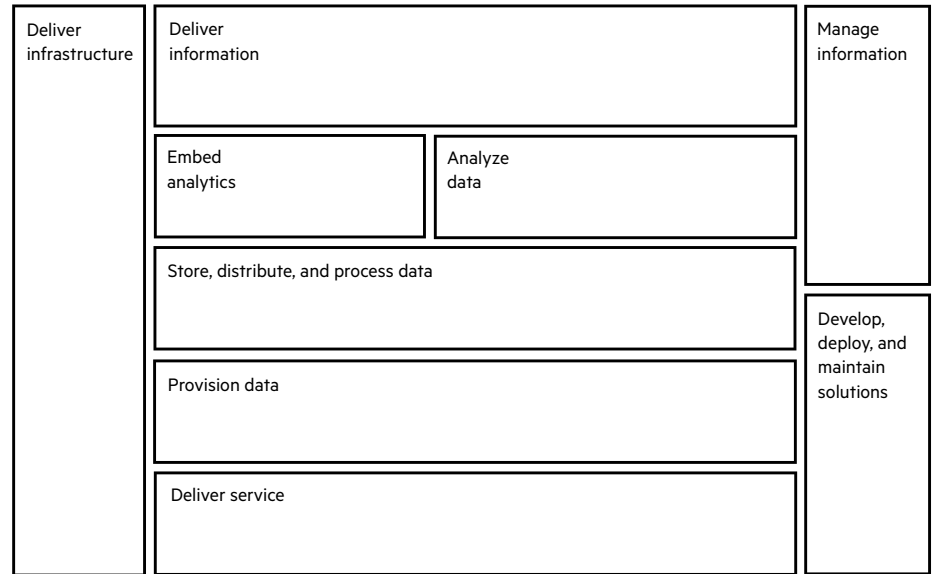 Deliver
infrastructure
Deliver
information
Manage
information
Embed
analytics
Analyze
data
Store, distribute, and process data
Develop,
deploy, and
maintain
solutions
Provision data
Deliver service